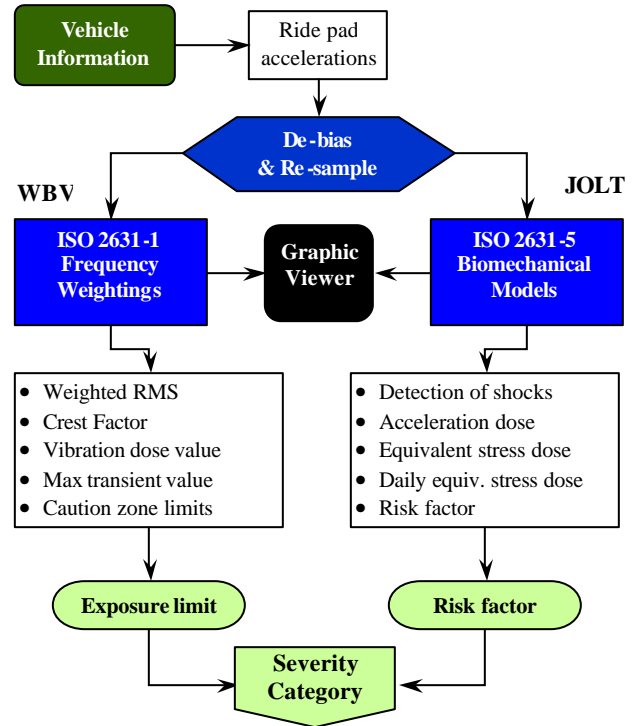 Vehicle
Information
Ride pad
accelerations
De-bias
& Re-sample
WBV
JOLT
ISO 2631-1
Frequency
Weightings
Graphic
Viewer
ISO 2631-5
Biomechanical
Models
• Weighted RMS
• Crest Factor
• Vibration dose value
• Max transient value
• Caution zone limits
• Detection of shocks
• Acceleration dose
• Equivalent stress dose
• Daily equiv. stress dose
• Risk factor
Exposure limit
Risk factor
Severity
Category